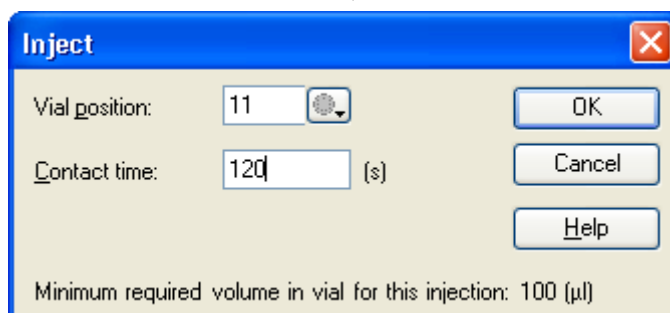 Inject
Vial position: 11 OK
Contact time: 120 (s) Cancel
Help
Minimum required volume in vial for this injection: 100 (µl)